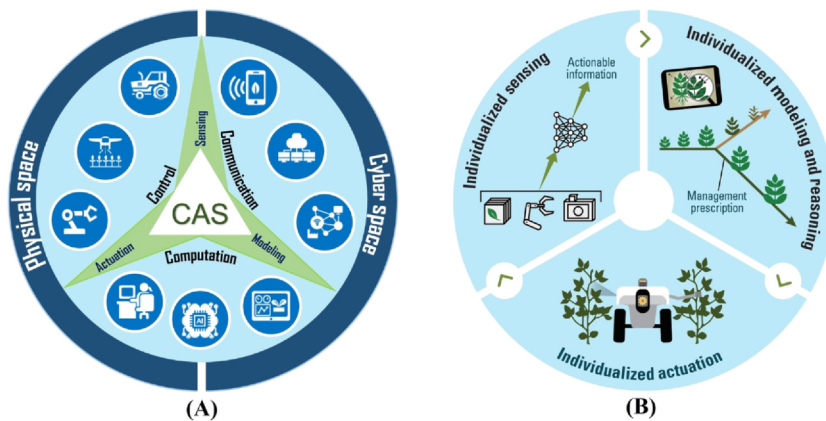 Physical space
Cyber space
Control
Sensing
Communication
CAS
Actuation
Computation
Modeling
AI
(A)
Individualized sensing
Actionable
information
Individualized modeling and reasoning
Management
prescription
Individualized actuation
(B)